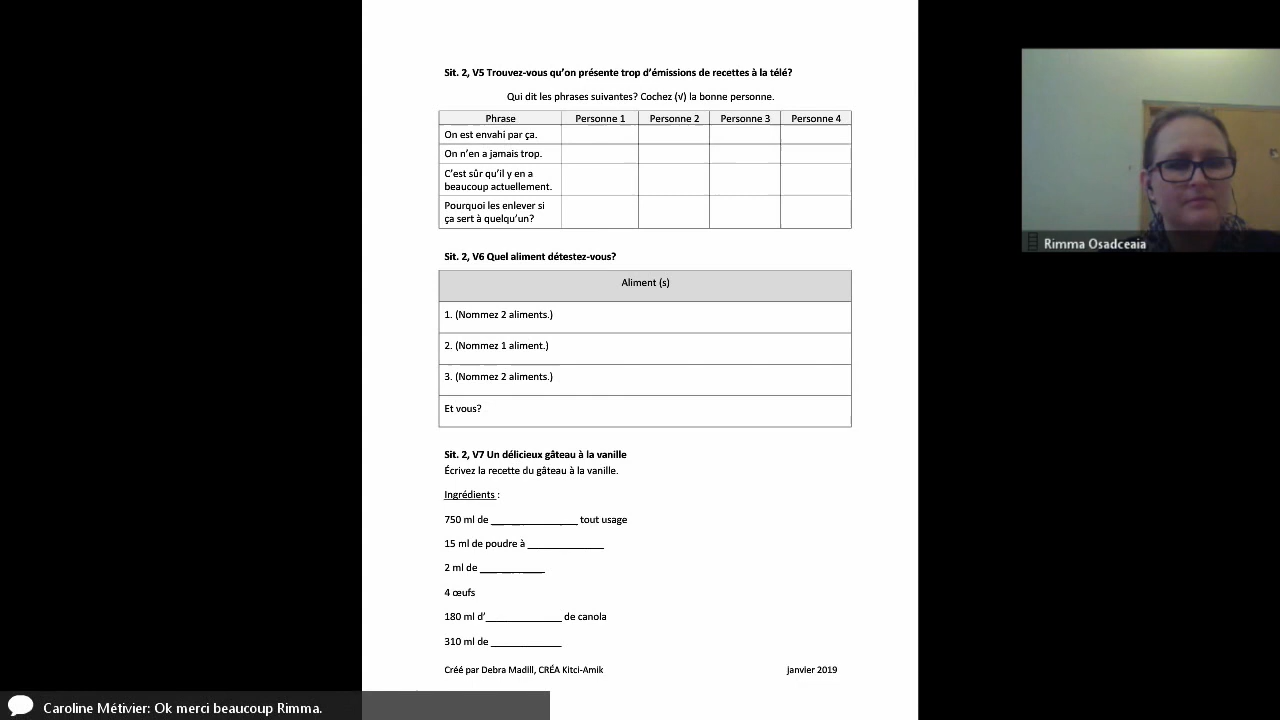 Sit. 2, V5 Trouvez-vous qu'on présente trop d'émissions de recettes à la télé?
Qui dit les phrases suivantes? Cochez (√) la bonne personne.
Phrase Personne 1 Personne 2 Personne 3 Personne 4
On est envahi par ça.
On n'en a jamais trop.
C'est sûr qu'il y en a
beaucoup actuellement.
Pourquoi les enlever si
ça sert à quelqu'un?
Sit. 2, V6 Quel aliment détestez-vous?
Aliment (s)
1. (Nommez 2 aliments.)
2. (Nommez 1 aliment.)
3. (Nommez 2 aliments.)
Et vous?
Sit. 2, V7 Un délicieux gâteau à la vanille
Écrivez la recette du gâteau à la vanille.
Ingrédients :
750 ml de ________________ tout usage
15 ml de poudre à ______________
2 ml de ____________
4 œufs
180 ml d'______________ de canola
310 ml de _____________
Créé par Debra Madill, CRÉA Kitci-Amik janvier 2019
Rimma Osadceaia
Caroline Métivier: Ok merci beaucoup Rimma.